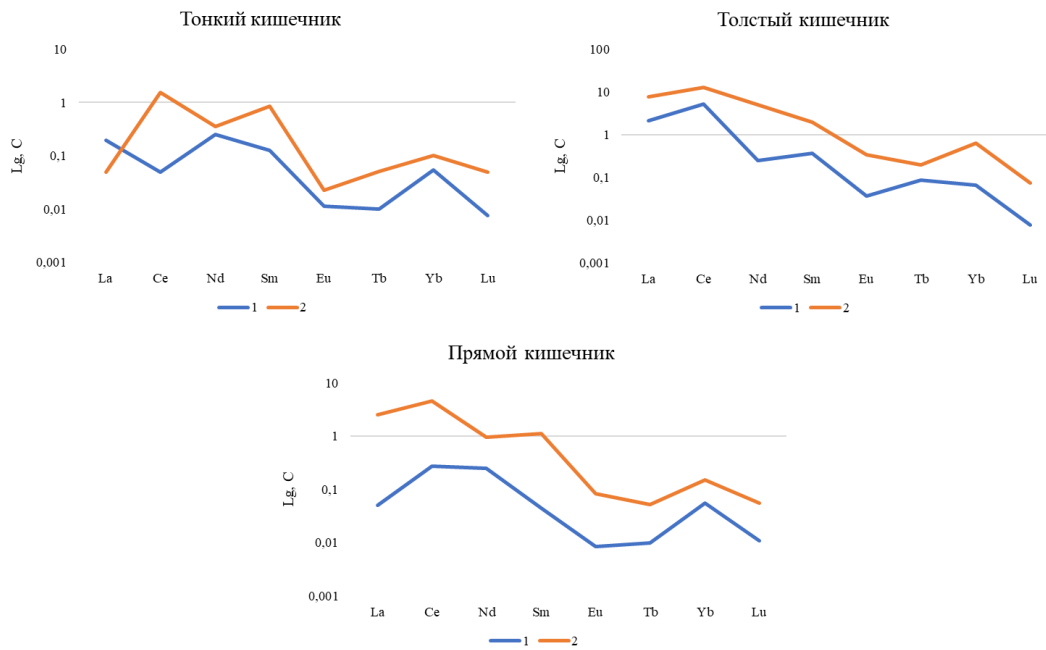 Тонкий кишечник
10
1
0,1
0,01
0,001
Lg, C
La Ce Nd Sm Eu Tb Yb Lu
1 2
Толстый кишечник
100
10
1
0,1
0,01
0,001
Lg, C
La Ce Nd Sm Eu Tb Yb Lu
1 2
Прямой кишечник
10
1
0,1
0,01
0,001
Lg, C
La Ce Nd Sm Eu Tb Yb Lu
1 2